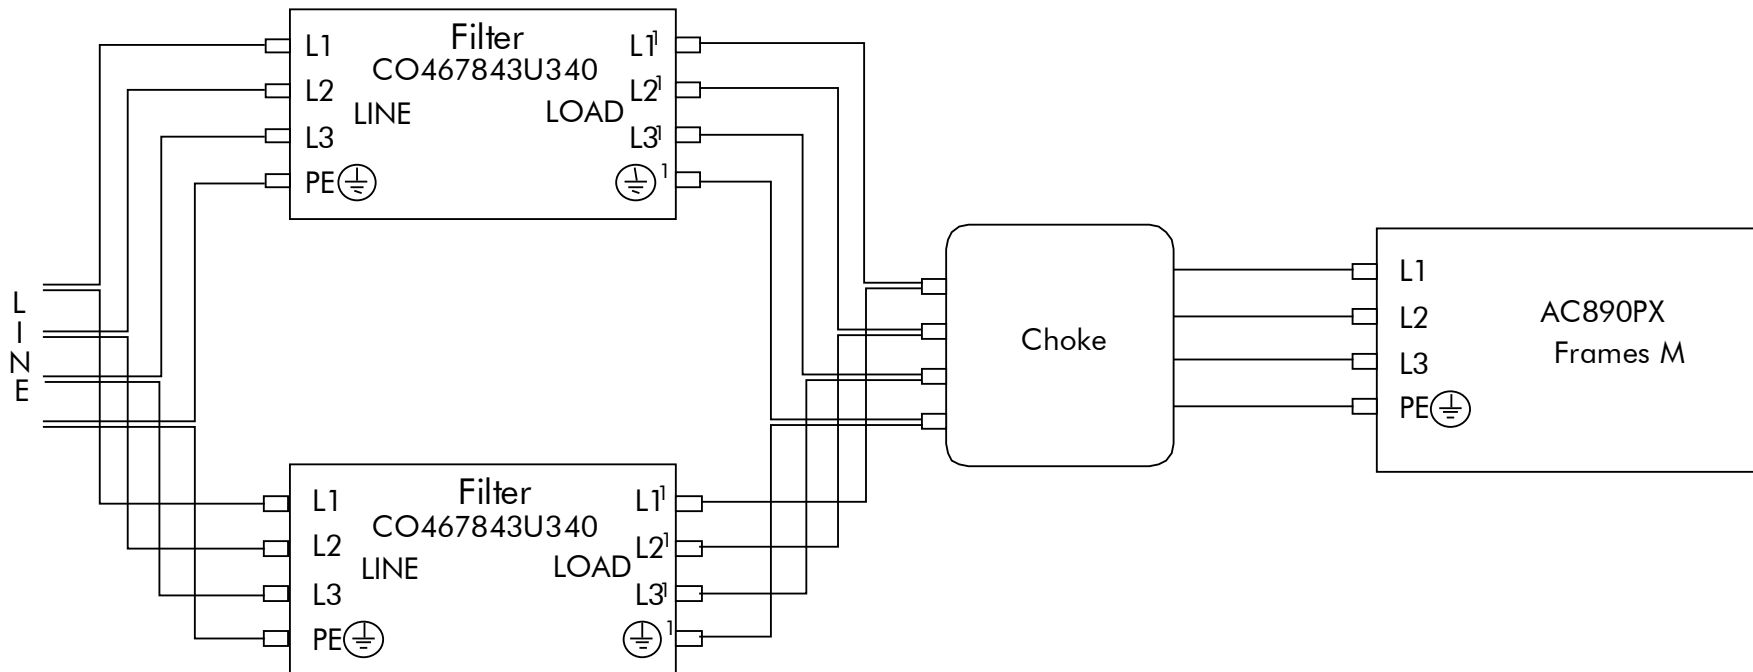 Filter
CO467843U340
LINE
LOAD
L1
L2
L3
PE
L1¹
L2¹
L3¹
1
L
I
N
E
Choke
L1
L2
L3
PE
AC890PX
Frames M
Filter
CO467843U340
LINE
LOAD
L1
L2
L3
PE
L1¹
L2¹
L3¹
1